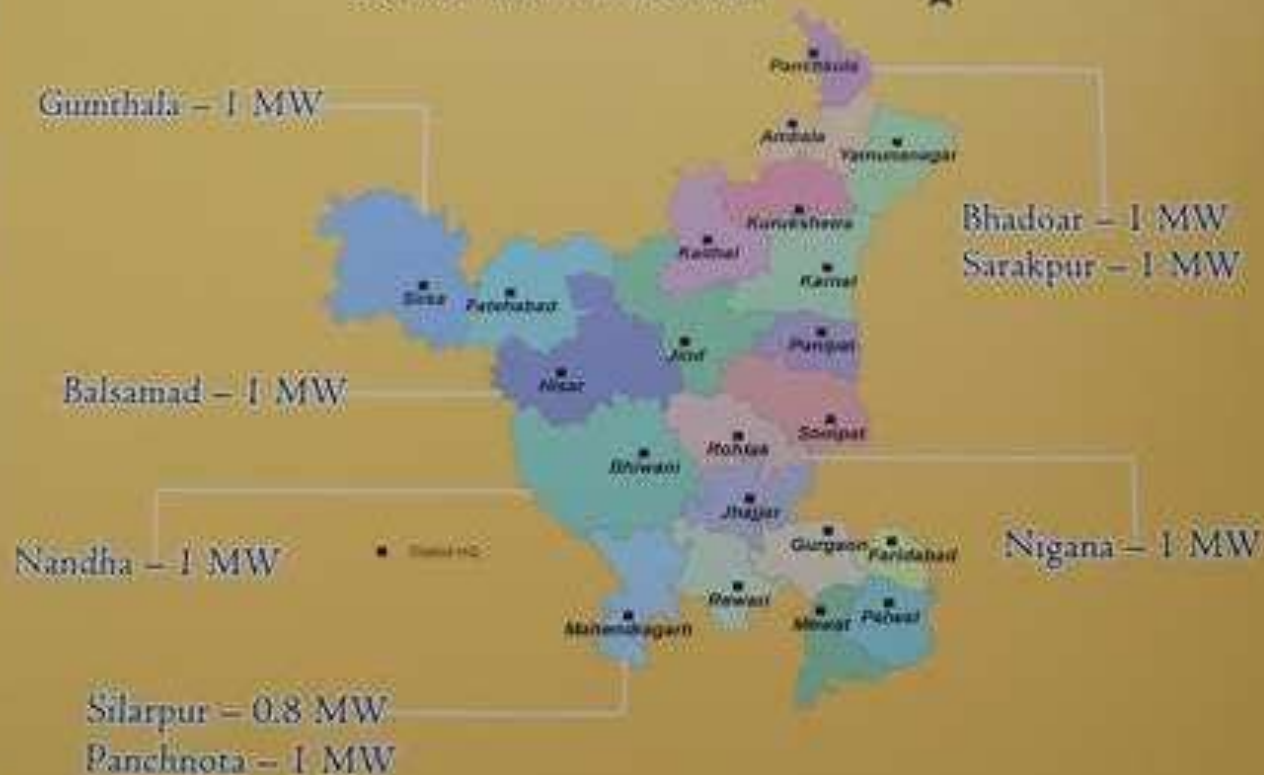 Panchkula
Gumthala – 1 MW
Ambala
Yamunanagar
Bhadoar – 1 MW
Sarakpur – 1 MW
Kaithal
Karnal
Sirsa
Fatehabad
Jind
Panipat
Hisar
Balsamad – 1 MW
Sonipat
Rohtak
Bhiwani
Jhajjar
Nandha – 1 MW
Gurgaon
Faridabad
Nigana – 1 MW
Rewari
Mewat
Palwal
Mahendragarh
Silarpur – 0.8 MW
Panchnota – 1 MW